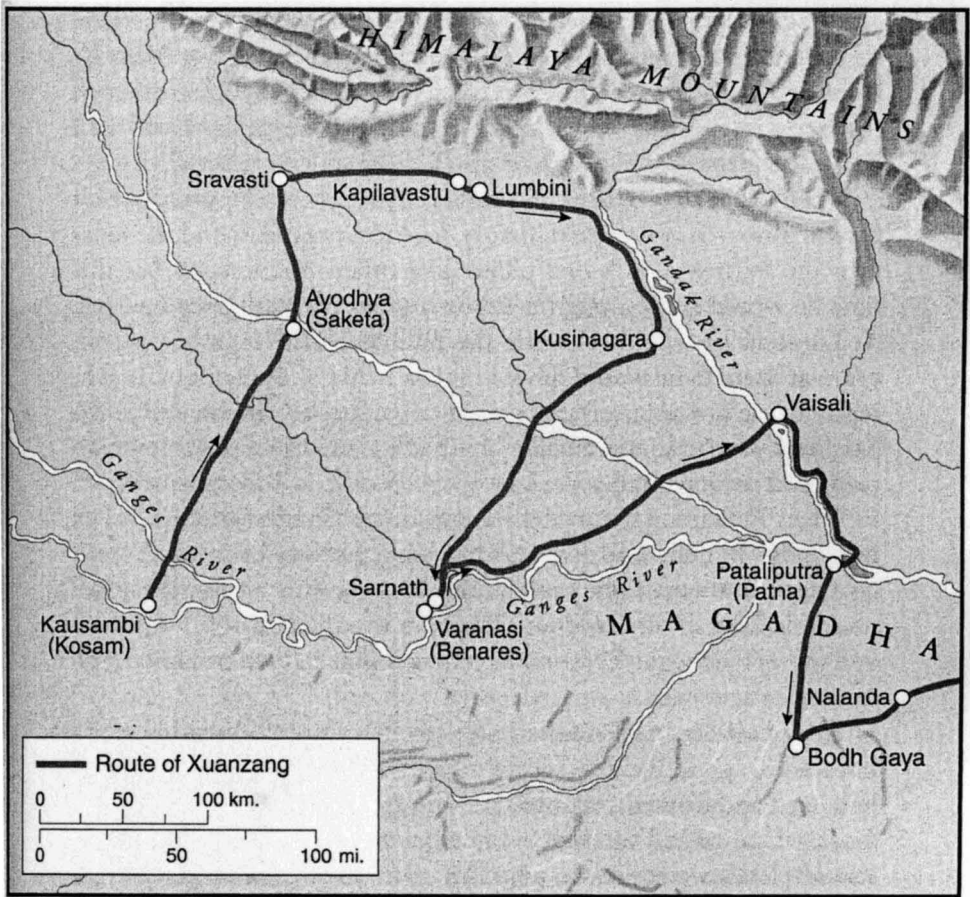 HIMALAYA MOUNTAINS
Sravasti
Kapilavastu
Lumbini
Gandak River
Ayodhya
(Saketa)
Kusinagara
Vaisali
Ganges
River
Sarnath
Ganges River
Pataliputra
(Patna)
Kausambi
(Kosam)
Varanasi
(Benares)
MAGADHA
Nalanda
Bodh Gaya
Route of Xuanzang
0 50 100 km.
0 50 100 mi.